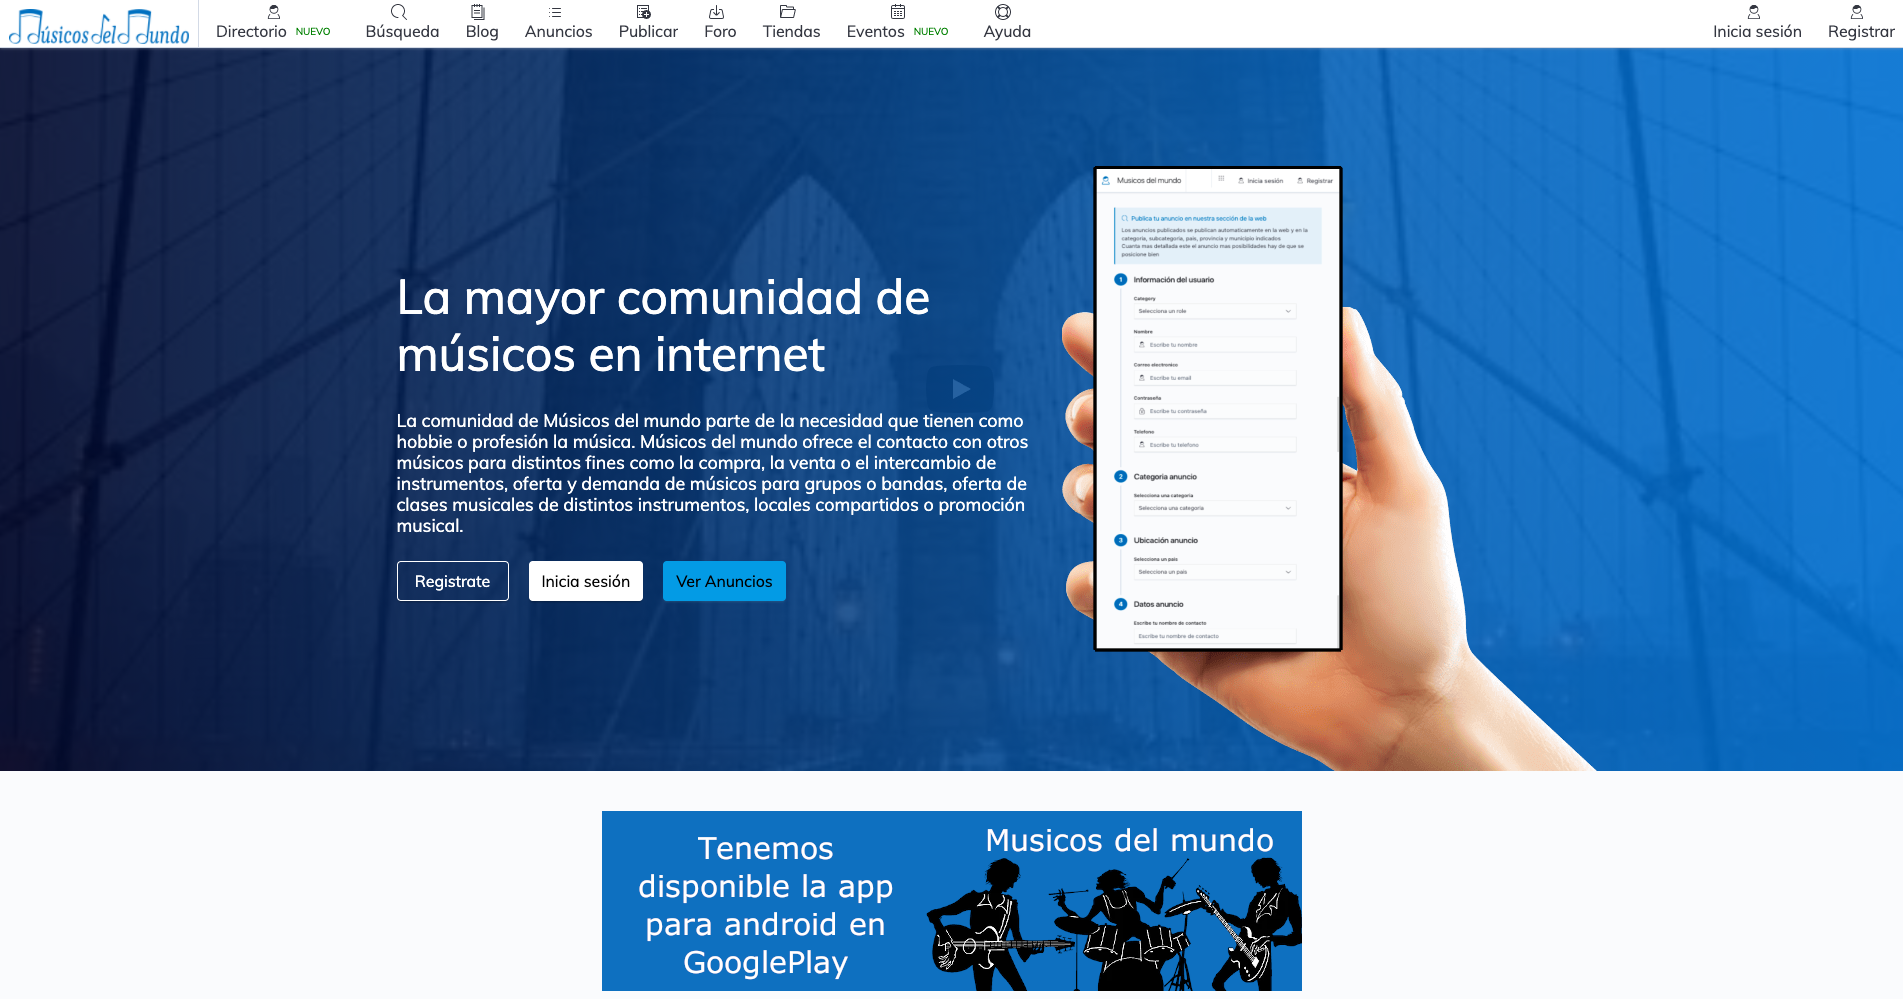 Músicos del Mundo
Directorio NUEVO
Búsqueda
Blog
Anuncios
Publicar
Foro
Tiendas
Eventos NUEVO
Ayuda
Inicia sesión
Registrar
La mayor comunidad de
músicos en internet
La comunidad de Músicos del mundo parte de la necesidad que tienen como
hobbie o profesión la música. Músicos del mundo ofrece el contacto con otros
músicos para distintos fines como la compra, la venta o el intercambio de
instrumentos, oferta y demanda de músicos para grupos o bandas, oferta de
clases musicales de distintos instrumentos, locales compartidos o promoción
musical.
Registrate
Inicia sesión
Ver Anuncios
Musicos del mundo
Inicia sesión
Registrar
Publica tu anuncio en nuestra sección de la web
Los anuncios publicados se publican automaticamente en la web y en la
categoria, subcategoria, pais, provincia y municipio indicados
Cuanta mas detallada este el anuncio mas posibilidades hay de que se
posicione bien
1 Información del usuario
Category
Selecciona un role
Nombre
Escribe tu nombre
Correo electronico
Escribe tu email
Contraseña
Escribe tu contraseña
Telefono
Escribe tu telefono
2 Categoria anuncio
Selecciona una categoria
Selecciona una categoria
3 Ubicación anuncio
Selecciona un pais
Selecciona un pais
4 Datos anuncio
Escribe tu nombre de contacto
Escribe tu nombre de contacto
Tenemos
disponible la app
para android en
GooglePlay
Musicos del mundo